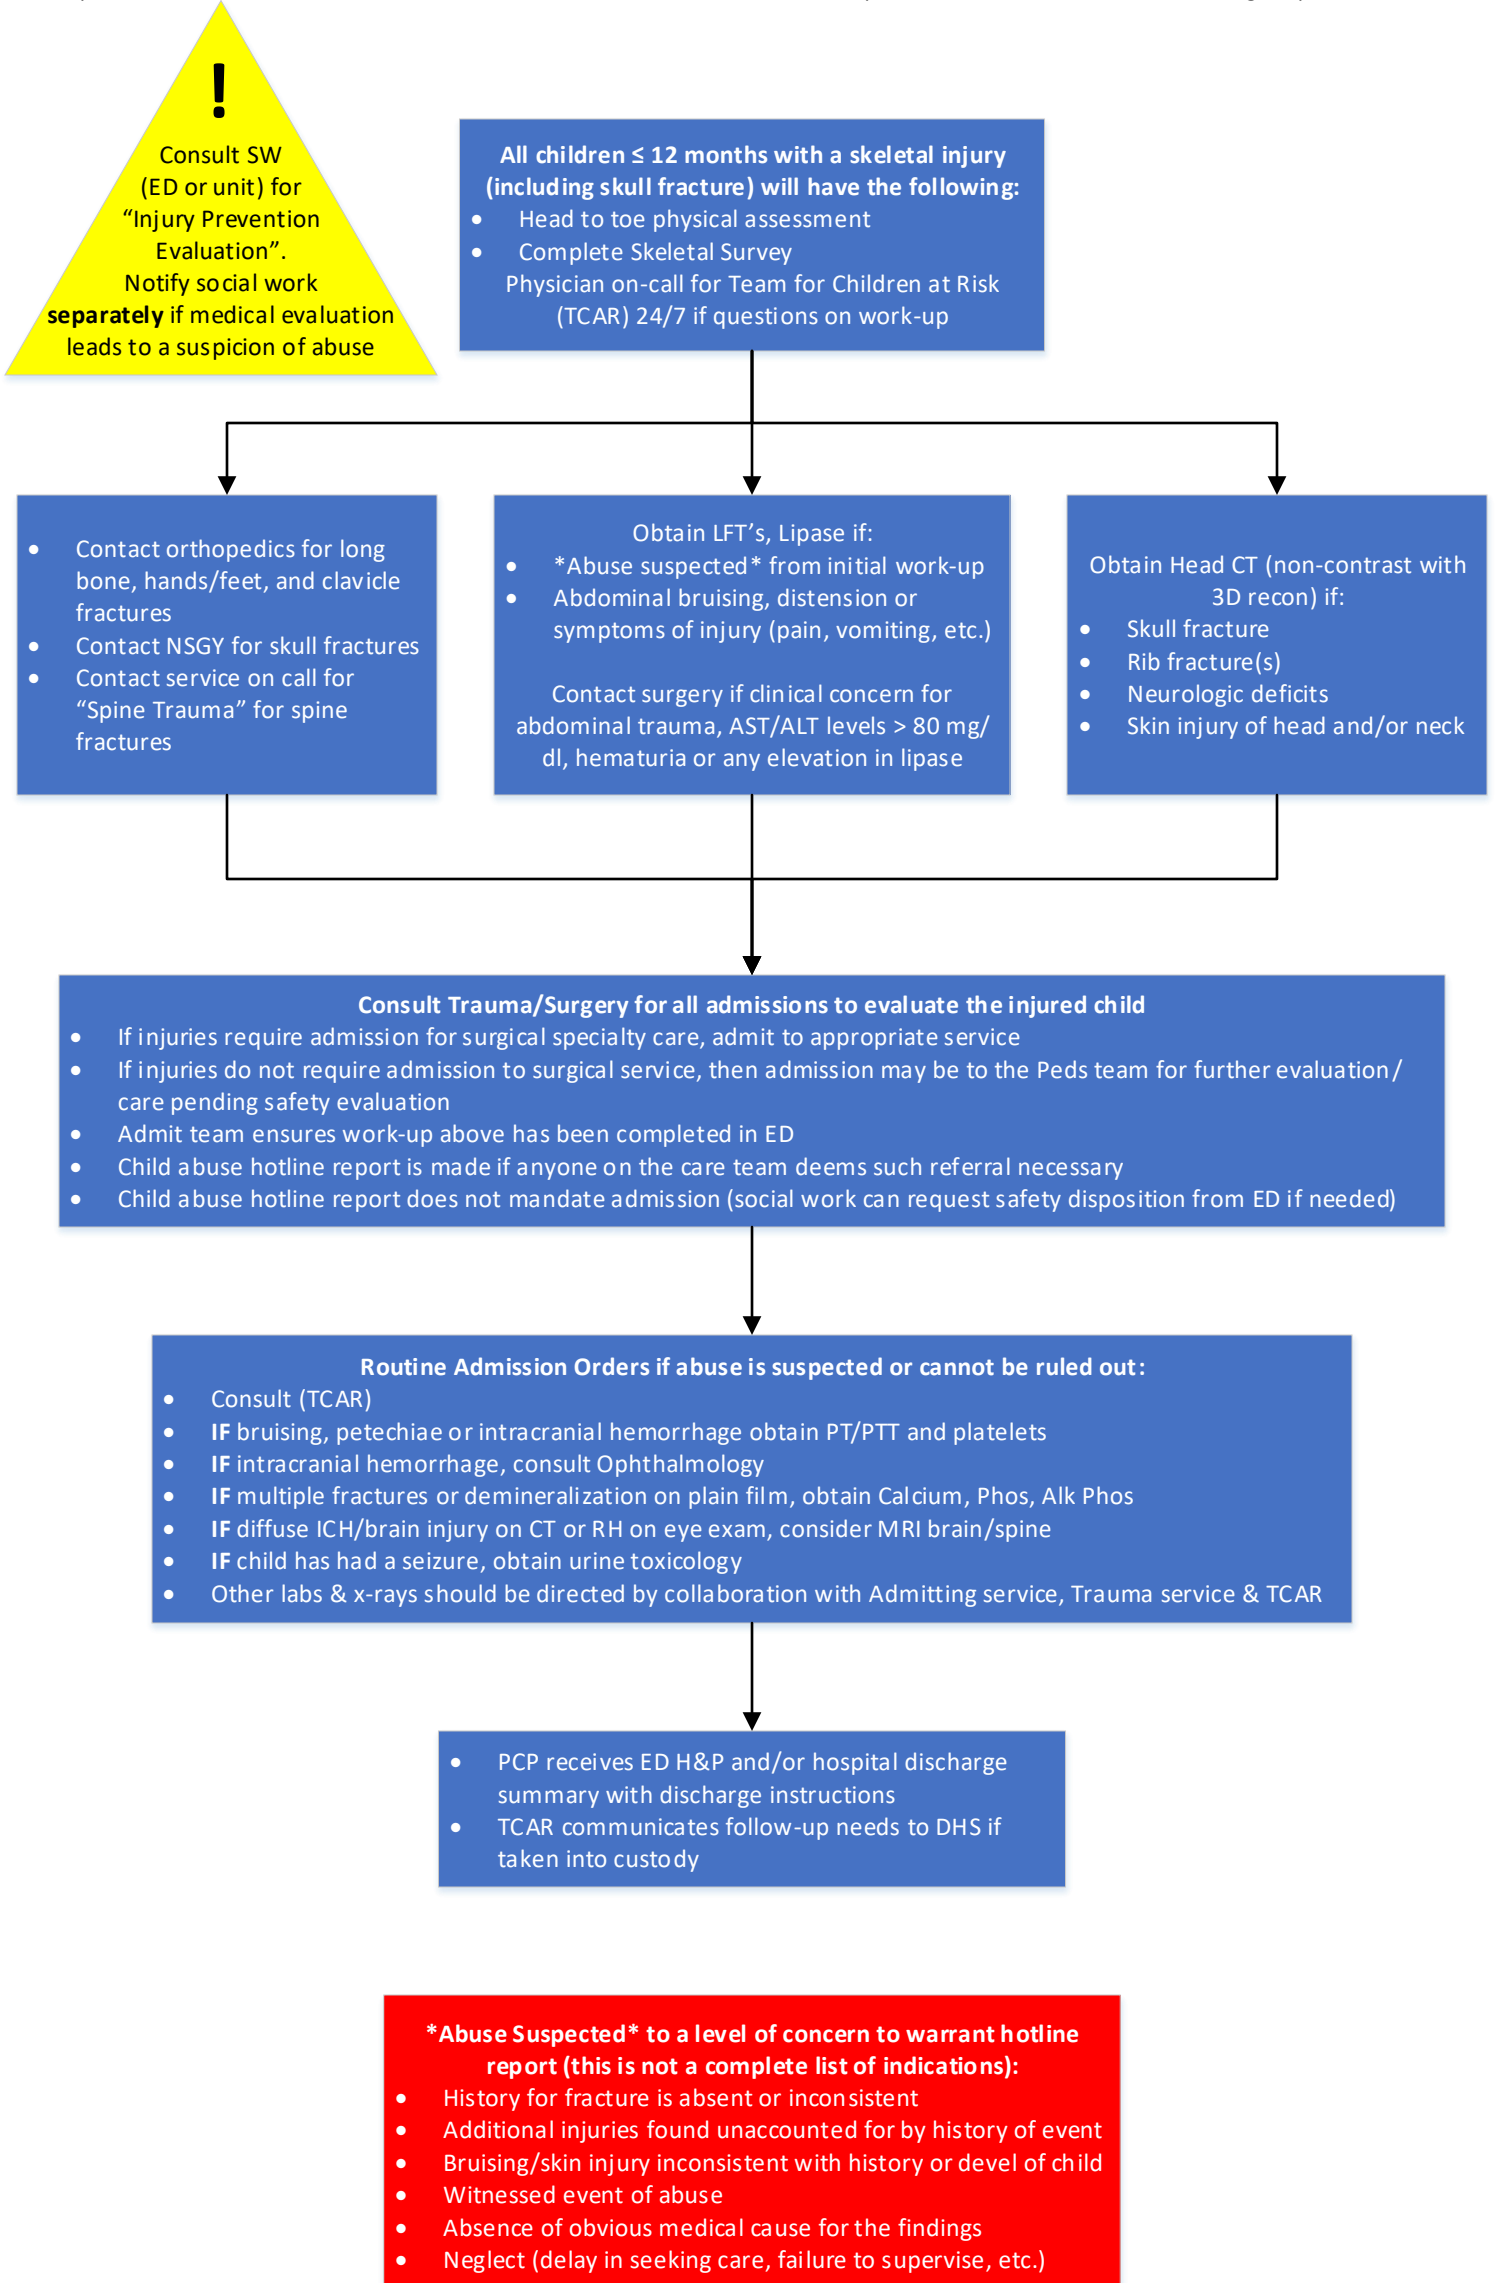 !
Consult SW
(ED or unit) for
“Injury Prevention
Evaluation”.
Notify social work
separately if medical evaluation
leads to a suspicion of abuse
All children ≤ 12 months with a skeletal injury
(including skull fracture) will have the following:
• Head to toe physical assessment
• Complete Skeletal Survey
Physician on-call for Team for Children at Risk
(TCAR) 24/7 if questions on work-up
• Contact orthopedics for long
bone, hands/feet, and clavicle
fractures
• Contact NSGY for skull fractures
• Contact service on call for
“Spine Trauma” for spine
fractures
Obtain LFT’s, Lipase if:
• *Abuse suspected* from initial work-up
• Abdominal bruising, distension or
symptoms of injury (pain, vomiting, etc.)
Contact surgery if clinical concern for
abdominal trauma, AST/ALT levels > 80 mg/
dl, hematuria or any elevation in lipase
Obtain Head CT (non-contrast with
3D recon) if:
• Skull fracture
• Rib fracture(s)
• Neurologic deficits
• Skin injury of head and/or neck
Consult Trauma/Surgery for all admissions to evaluate the injured child
• If injuries require admission for surgical specialty care, admit to appropriate service
• If injuries do not require admission to surgical service, then admission may be to the Peds team for further evaluation/
care pending safety evaluation
• Admit team ensures work-up above has been completed in ED
• Child abuse hotline report is made if anyone on the care team deems such referral necessary
• Child abuse hotline report does not mandate admission (social work can request safety disposition from ED if needed)
Routine Admission Orders if abuse is suspected or cannot be ruled out:
• Consult (TCAR)
• IF bruising, petechiae or intracranial hemorrhage obtain PT/PTT and platelets
• IF intracranial hemorrhage, consult Ophthalmology
• IF multiple fractures or demineralization on plain film, obtain Calcium, Phos, Alk Phos
• IF diffuse ICH/brain injury on CT or RH on eye exam, consider MRI brain/spine
• IF child has had a seizure, obtain urine toxicology
• Other labs & x-rays should be directed by collaboration with Admitting service, Trauma service & TCAR
• PCP receives ED H&P and/or hospital discharge
summary with discharge instructions
• TCAR communicates follow-up needs to DHS if
taken into custody
*Abuse Suspected* to a level of concern to warrant hotline
report (this is not a complete list of indications):
• History for fracture is absent or inconsistent
• Additional injuries found unaccounted for by history of event
• Bruising/skin injury inconsistent with history or devel of child
• Witnessed event of abuse
• Absence of obvious medical cause for the findings
• Neglect (delay in seeking care, failure to supervise, etc.)